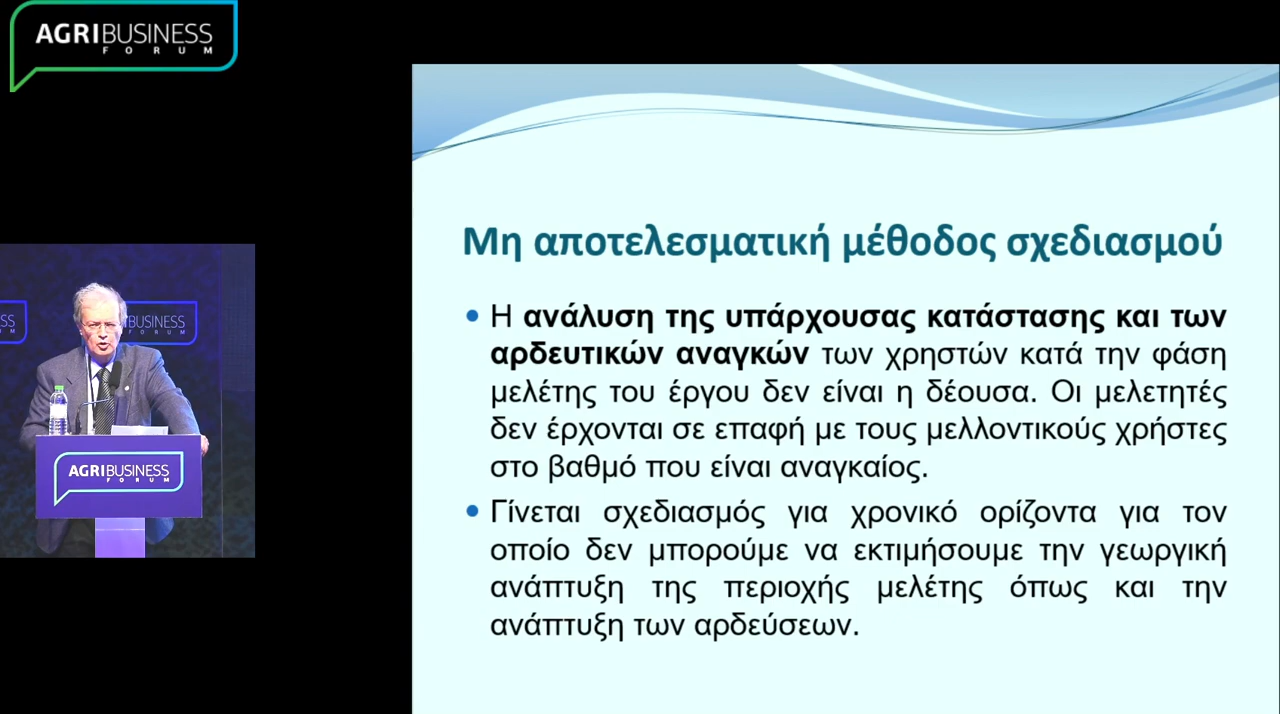 AGRIBUSINESS
FORUM
Μη αποτελεσματική μέθοδος σχεδιασμού
• Η ανάλυση της υπάρχουσας κατάστασης και των
αρδευτικών αναγκών των χρηστών κατά την φάση
μελέτης του έργου δεν είναι η δέουσα. Οι μελετητές
δεν έρχονται σε επαφή με τους μελλοντικούς χρήστες
στο βαθμό που είναι αναγκαίος.
• Γίνεται σχεδιασμός για χρονικό ορίζοντα για τον
οποίο δεν μπορούμε να εκτιμήσουμε την γεωργική
ανάπτυξη της περιοχής μελέτης όπως και την
ανάπτυξη των αρδεύσεων.
SS
BUSINESS
FORUM
AGRIBUSINESS
FORUM